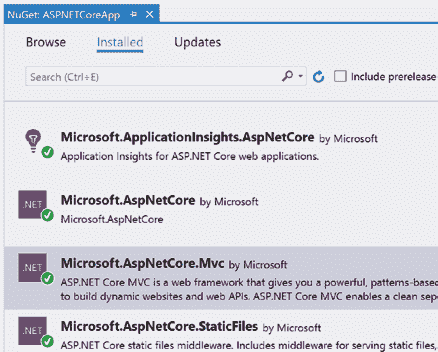 NuGet: ASPNETCoreApp
Browse Installed Updates
Search (Ctrl+E) Include prerelease
Microsoft.ApplicationInsights.AspNetCore by Microsoft
Application Insights for ASP.NET Core web applications.
.NET Microsoft.AspNetCore by Microsoft
Microsoft.AspNetCore
.NET Microsoft.AspNetCore.Mvc by Microsoft
ASP.NET Core MVC is a web framework that gives you a powerful, patterns-based
to build dynamic websites and web APIs. ASP.NET Core MVC enables a clean sep
.NET Microsoft.AspNetCore.StaticFiles by Microsoft
ASP.NET Core static files middleware. Includes middleware for serving static files,